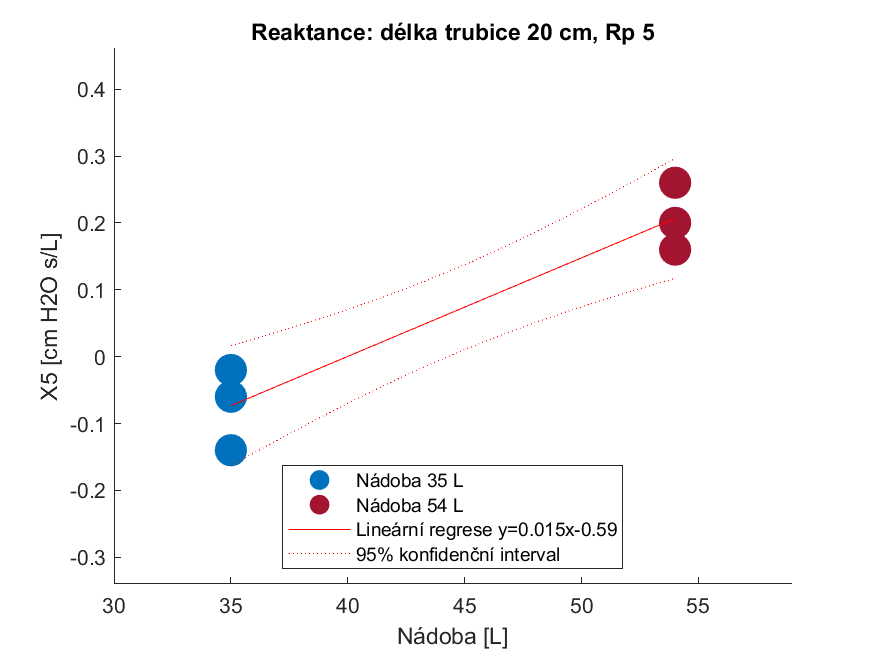 Reaktance: délka trubice 20 cm, Rp 5
X5 [cm H2O s/L]
0.4
0.3
0.2
0.1
0
-0.1
-0.2
-0.3
Nádoba 35 L
Nádoba 54 L
Lineární regrese y=0.015x-0.59
95% konfidenční interval
30 35 40 45 50 55
Nádoba [L]